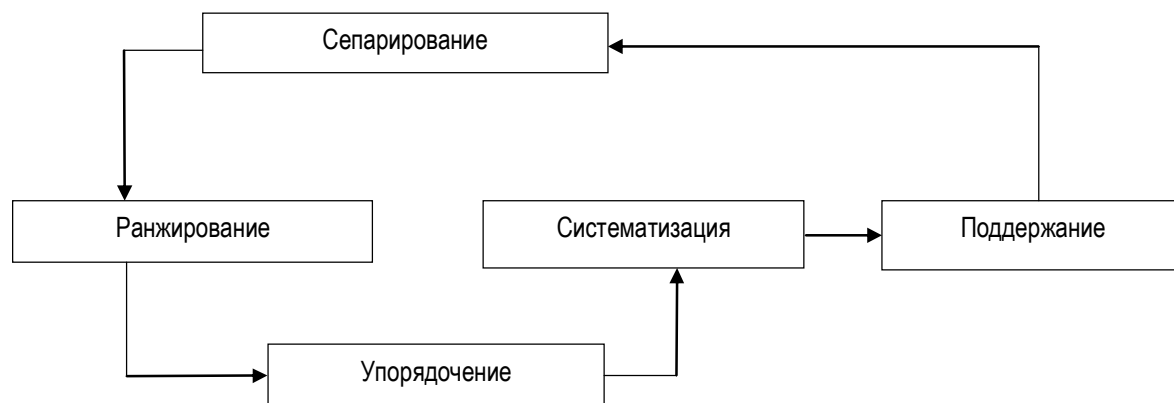 Сепарирование
Ранжирование
Систематизация
Поддержание
Упорядочение